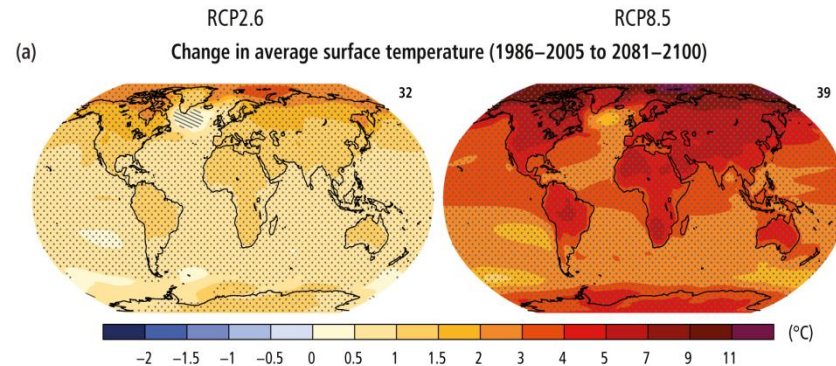 RCP2.6 RCP8.5
(a) Change in average surface temperature (1986–2005 to 2081–2100)
32 39
(°C)
−2 −1.5 −1 −0.5 0 0.5 1 1.5 2 3 4 5 7 9 11